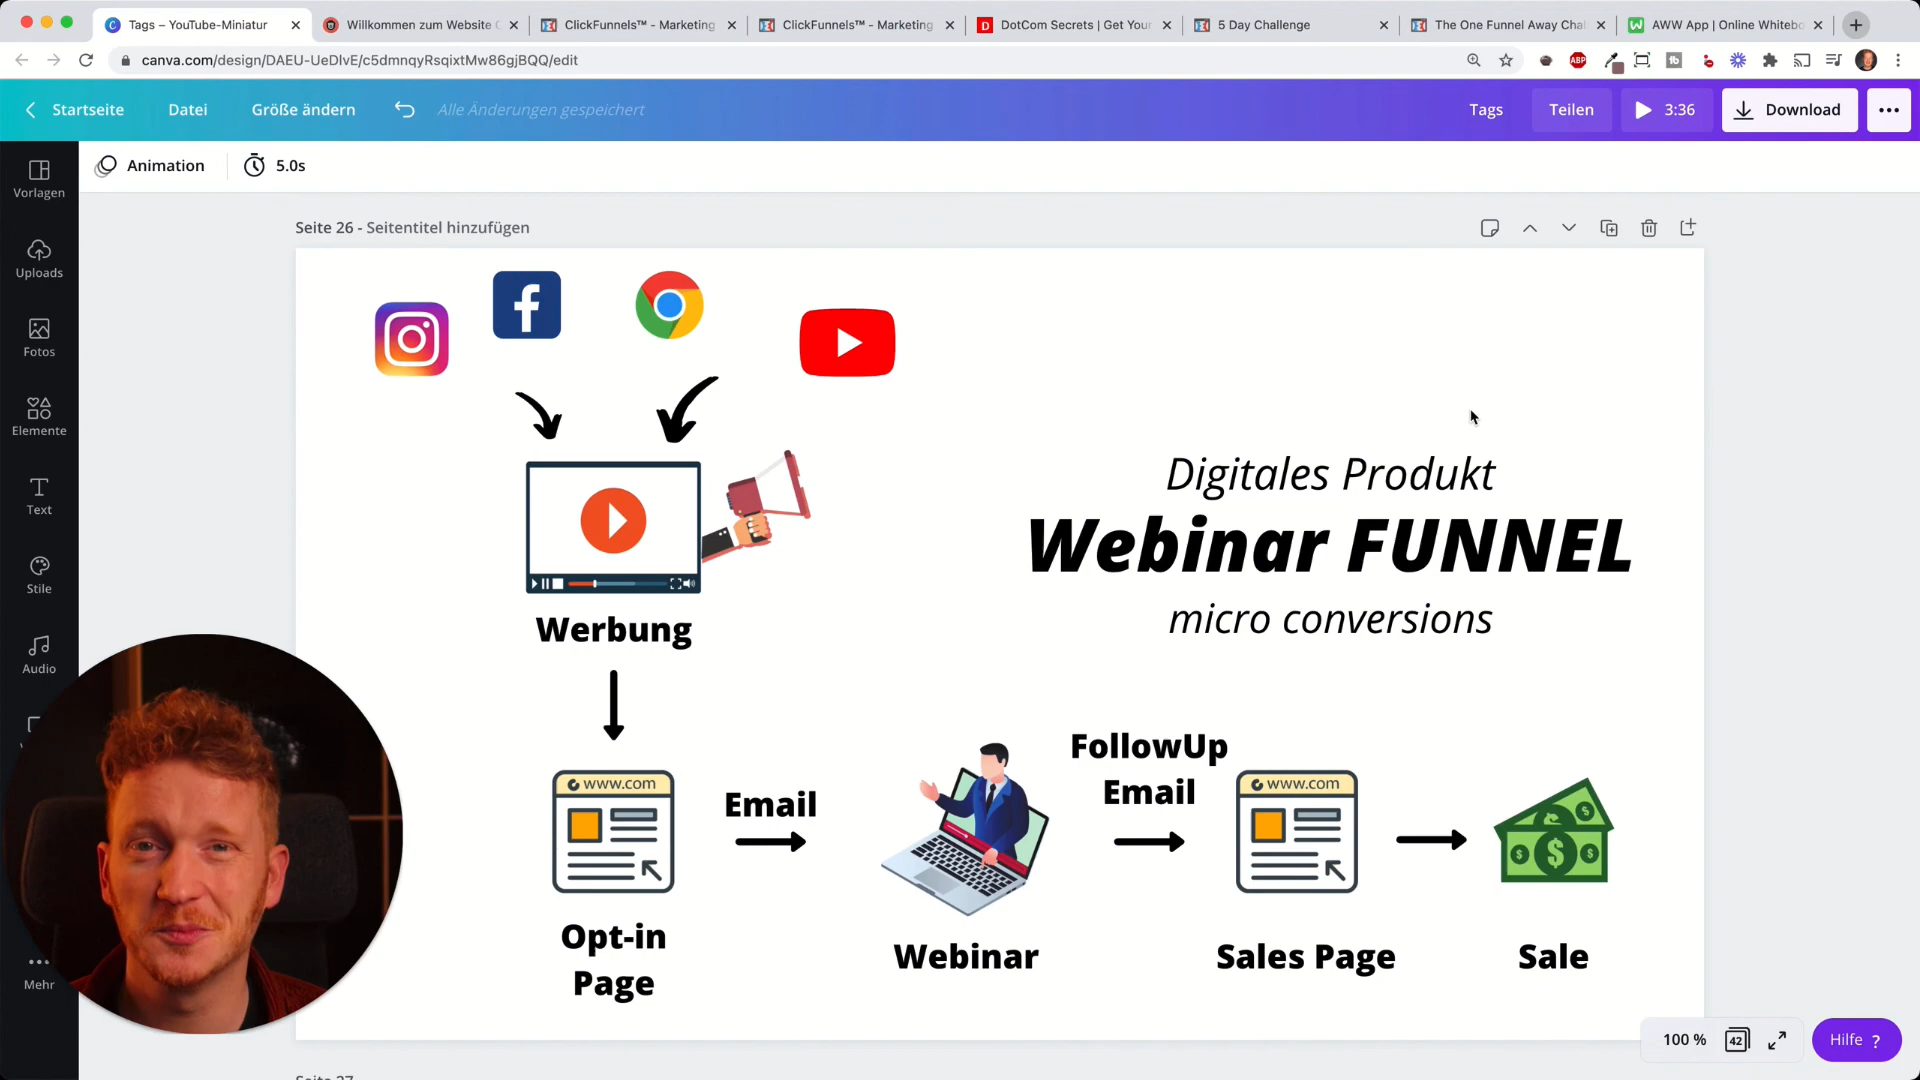 Tags – YouTube-Miniatur
Willkommen zum Website
ClickFunnels™ - Marketing
ClickFunnels™ - Marketing
D
DotCom Secrets | Get Your
5 Day Challenge
The One Funnel Away Chal
W
AWW App | Online Whitebo
canva.com/design/DAEU-UeDlvE/c5dmnqyRsqixtMw86gjBQQ/edit
ABP
Startseite
Datei
Größe ändern
Alle Änderungen gespeichert
Tags
Teilen
3:36
Download
Vorlagen
Animation
5.0s
Uploads
Fotos
Elemente
Text
Stile
Audio
Mehr
Seite 26 - Seitentitel hinzufügen
Digitales Produkt
Webinar FUNNEL
micro conversions
Werbung
www.com
Opt-in
Page
Email
Webinar
FollowUp
Email
www.com
Sales Page
Sale
100 %
42
Hilfe ?